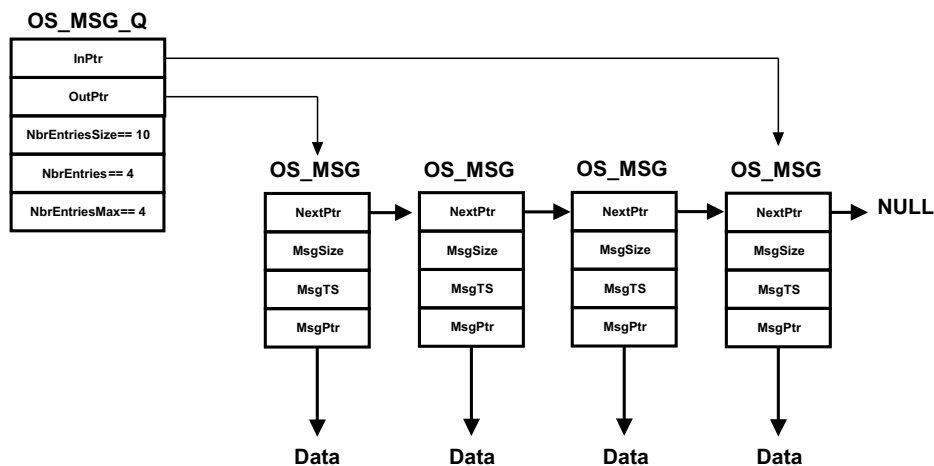 OS_MSG_Q
InPtr
OutPtr
NbrEntriesSize== 10
NbrEntries== 4
NbrEntriesMax== 4
OS_MSG OS_MSG OS_MSG OS_MSG
NextPtr NextPtr NextPtr NextPtr NULL
MsgSize MsgSize MsgSize MsgSize
MsgTS MsgTS MsgTS MsgTS
MsgPtr MsgPtr MsgPtr MsgPtr
Data Data Data Data